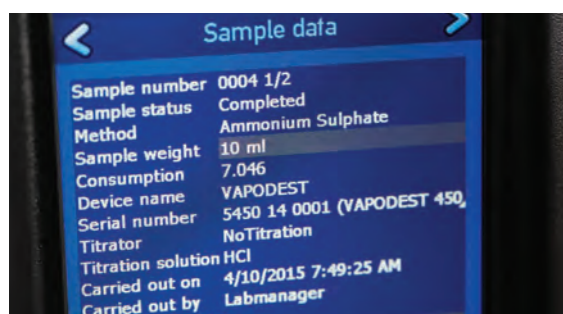 Sample data
Sample number 0004 1/2
Sample status Completed
Method Ammonium Sulphate
Sample weight 10 ml
Consumption 7.046
Device name VAPODEST
Serial number 5450 14 0001 (VAPODEST 450,
Titrator NoTitration
Titration solution HCl
Carried out on 4/10/2015 7:49:25 AM
Carried out by Labmanager